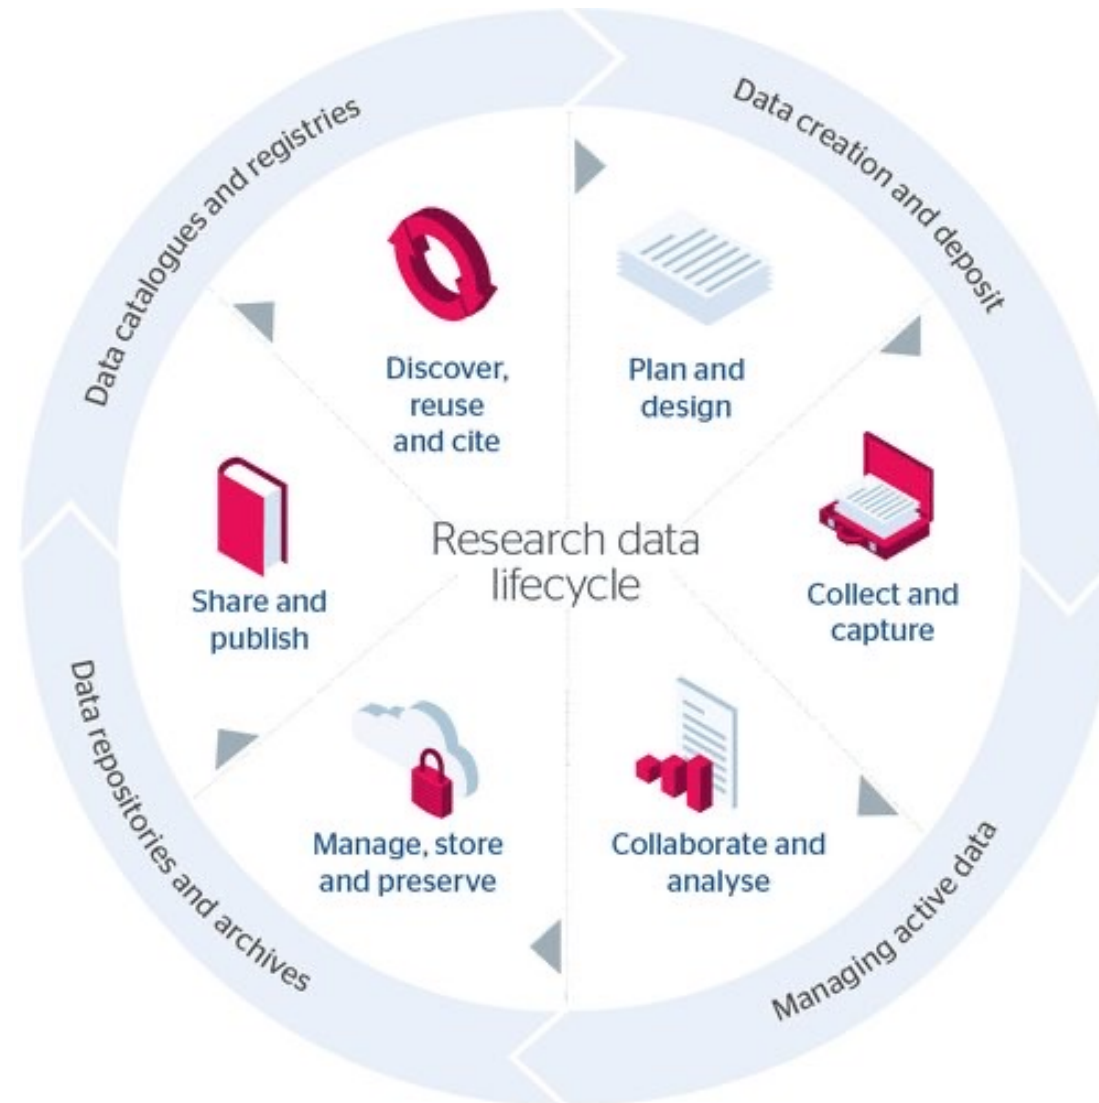 Data catalogues and registries
Data creation and deposit
Discover,
reuse
and cite
Plan and
design
Research data
lifecycle
Share and
publish
Collect and
capture
Manage, store
and preserve
Collaborate and
analyse
Data repositories and archives
Managing active data